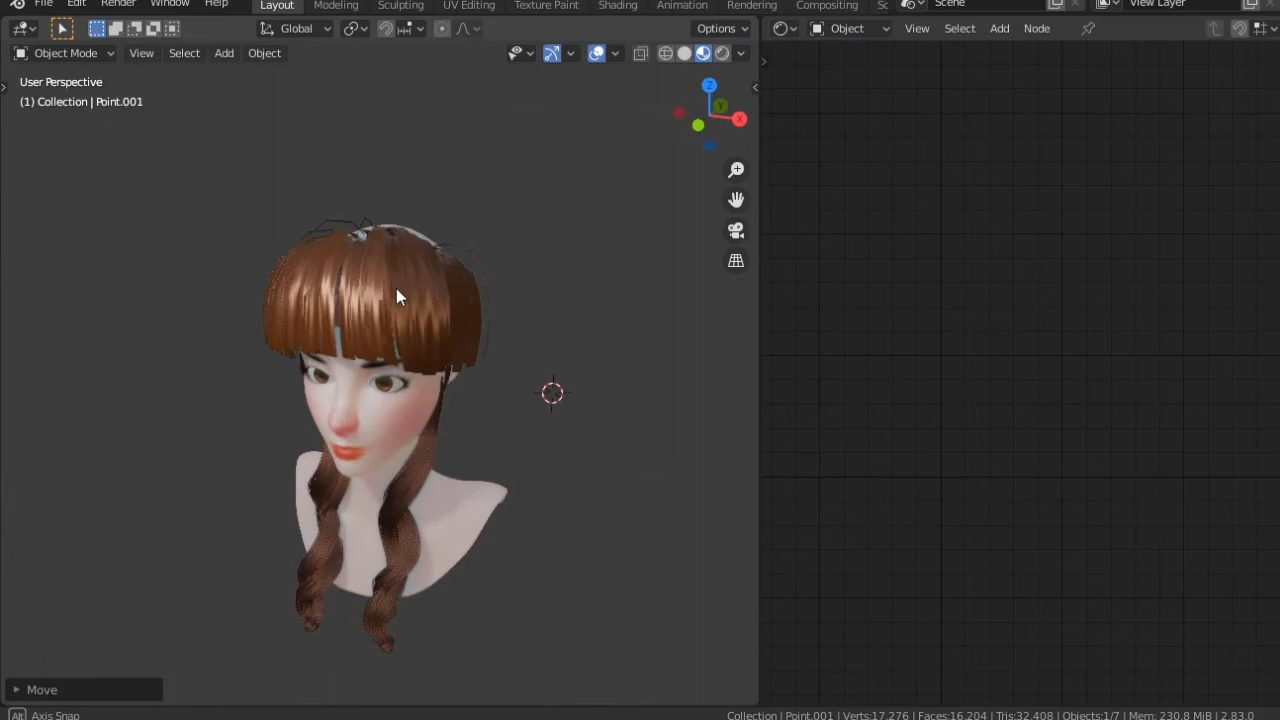 File Edit Render Window Help Layout Modeling Sculpting UV Editing Texture Paint Shading Animation Rendering Compositing Sc Scene View Layer
Global Options Object View Select Add Node
Object Mode View Select Add Object
User Perspective
(1) Collection | Point.001
Z
Y
X
Move
Alt Axis Snap Collection | Point.001 | Verts:17,276 | Faces:16,204 | Tris:32,408 | Objects:1/7 | Mem: 230.8 MiB | 2.83.0